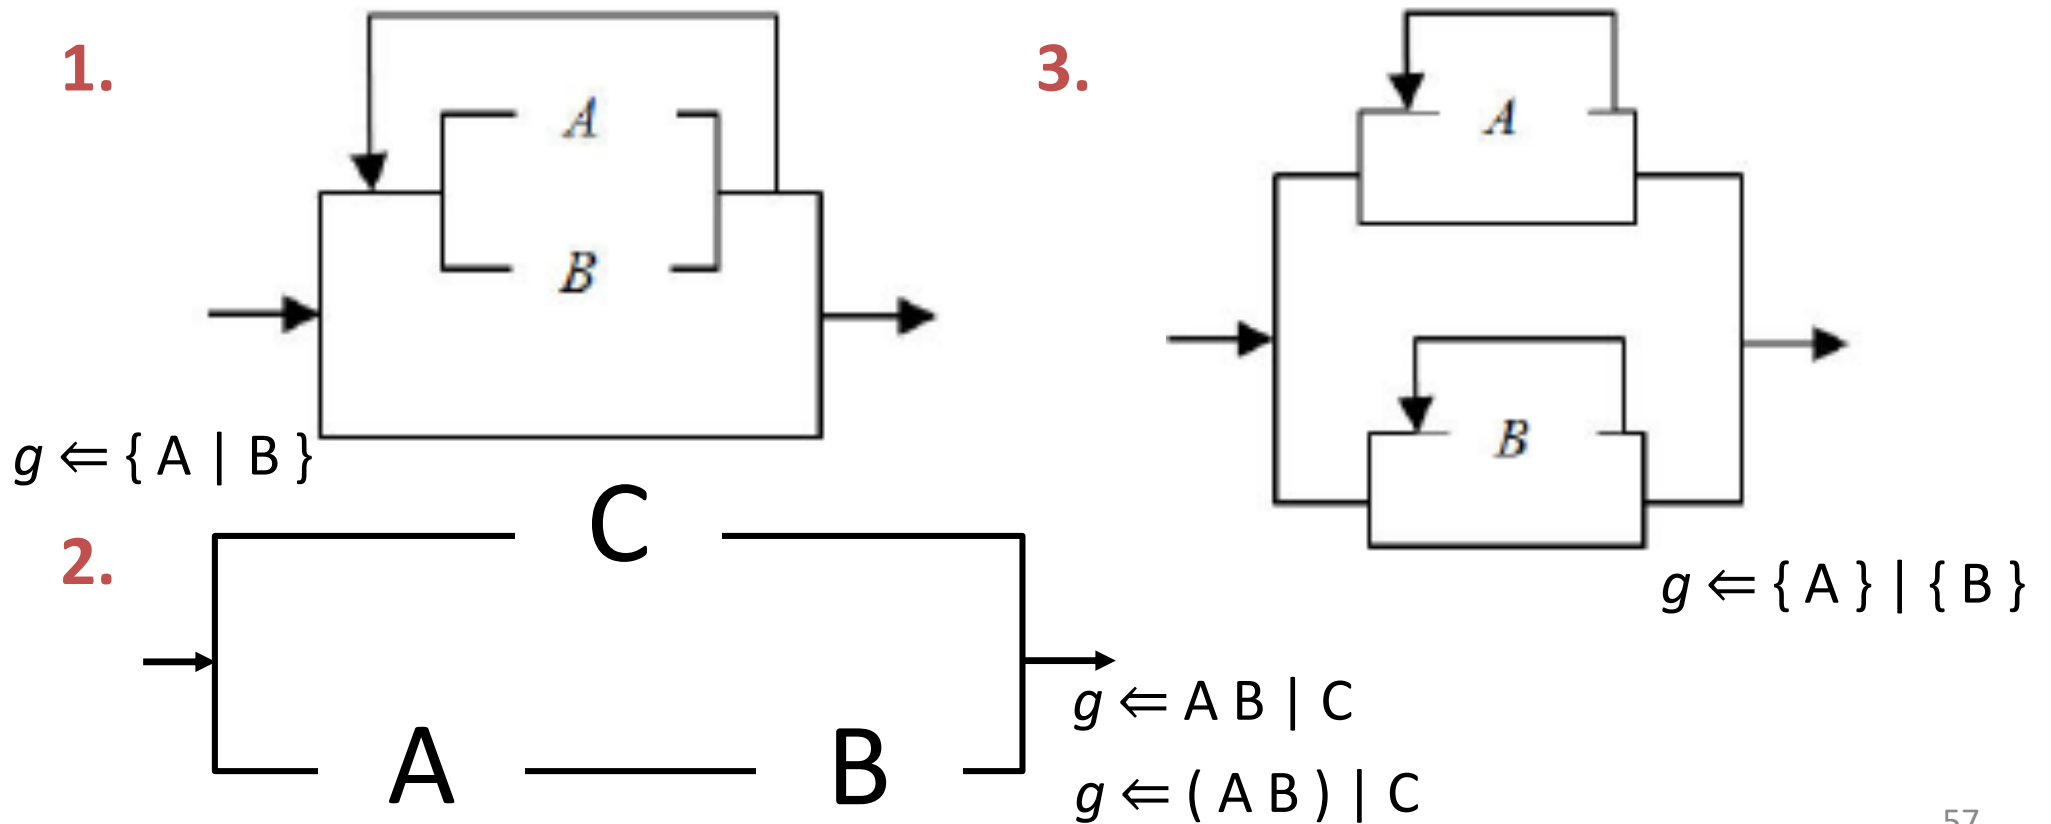 1.
A
B
g ⇐ { A | B }
2.
C
A B
g ⇐ A B | C
g ⇐ ( A B ) | C
3.
A
B
g ⇐ { A } | { B }
57